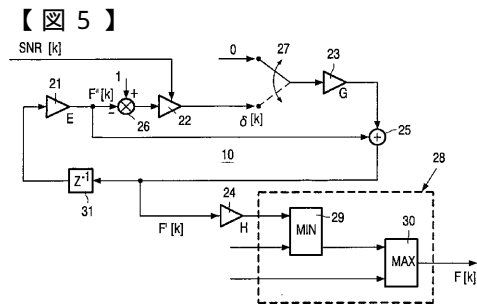 【図5】
SNR [k]
21
E
F" [k]
1
+
−
26
22
0
27
δ [k]
23
G
25
10
Z⁻¹
31
F' [k]
24
H
28
29
MIN
30
MAX
F [k]